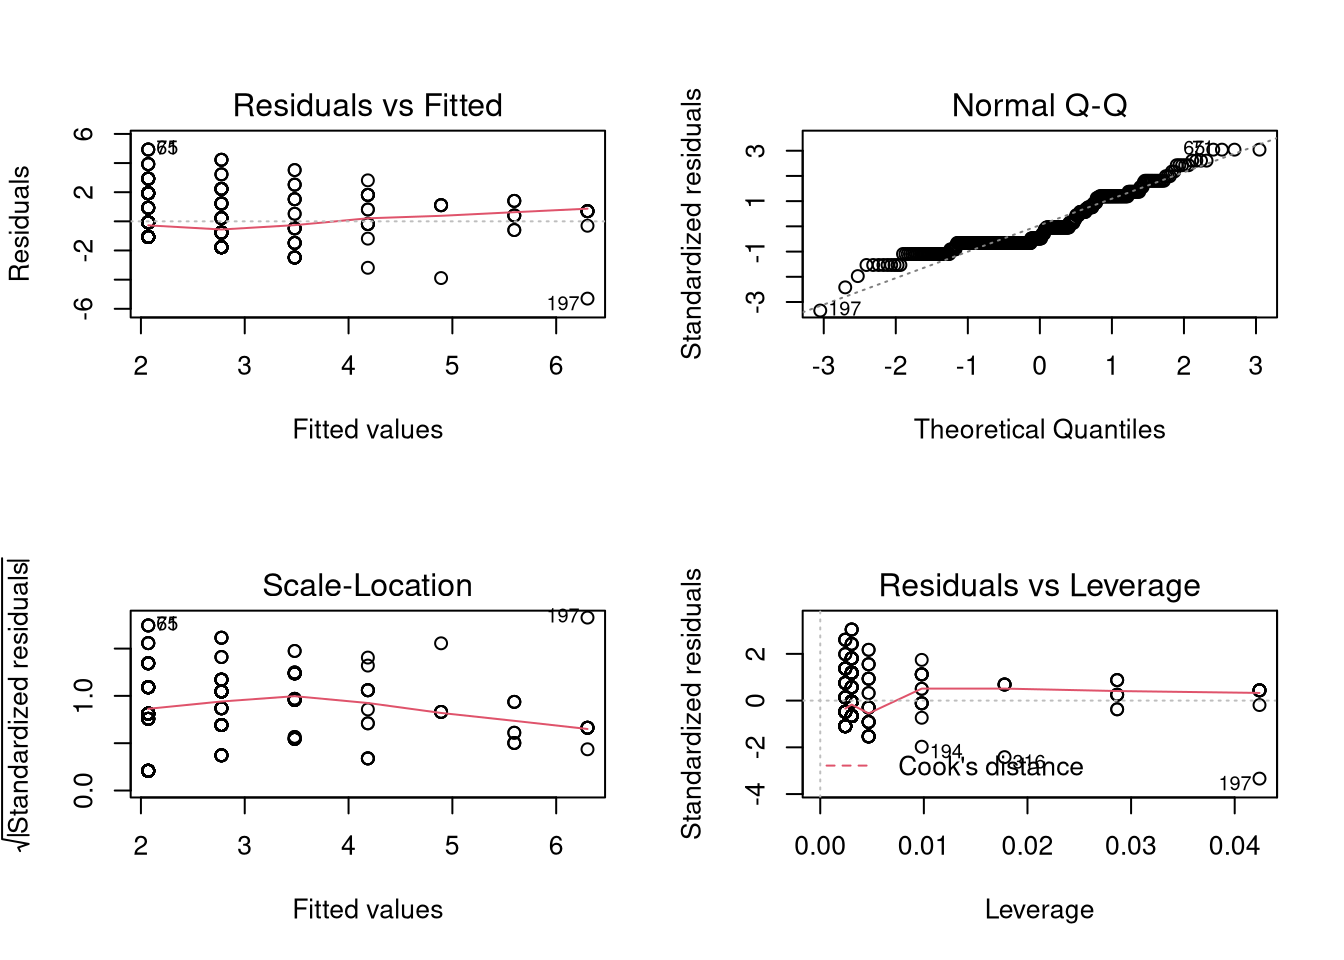 Residuals vs Fitted
Residuals
6
2
-2
-6
197
2 3 4 5 6
Fitted values
Normal Q-Q
Standardized residuals
3
1
-1
-3
197
-3 -2 -1 0 1 2 3
Theoretical Quantiles
Scale-Location
√|Standardized residuals|
1.0
0.0
197
2 3 4 5 6
Fitted values
Residuals vs Leverage
Standardized residuals
2
0
-2
-4
194
316
Cook's distance
197
0.00 0.01 0.02 0.03 0.04
Leverage